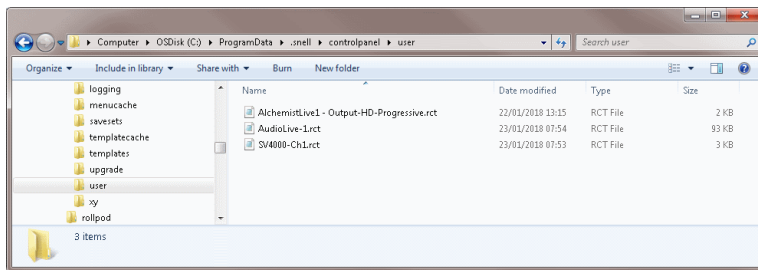 Computer ▸ OSDisk (C:) ▸ ProgramData ▸ .snell ▸ controlpanel ▸ user
Search user
Organize Include in library Share with Burn New folder
Name Date modified Type Size
logging
menucache
savesets
templatecache
templates
upgrade
user
xy
rollpod
AlchemistLive1 - Output-HD-Progressive.rct 22/01/2018 13:15 RCT File 2 KB
AudioLive-1.rct 23/01/2018 07:54 RCT File 93 KB
SV4000-Ch1.rct 23/01/2018 07:53 RCT File 3 KB
3 items